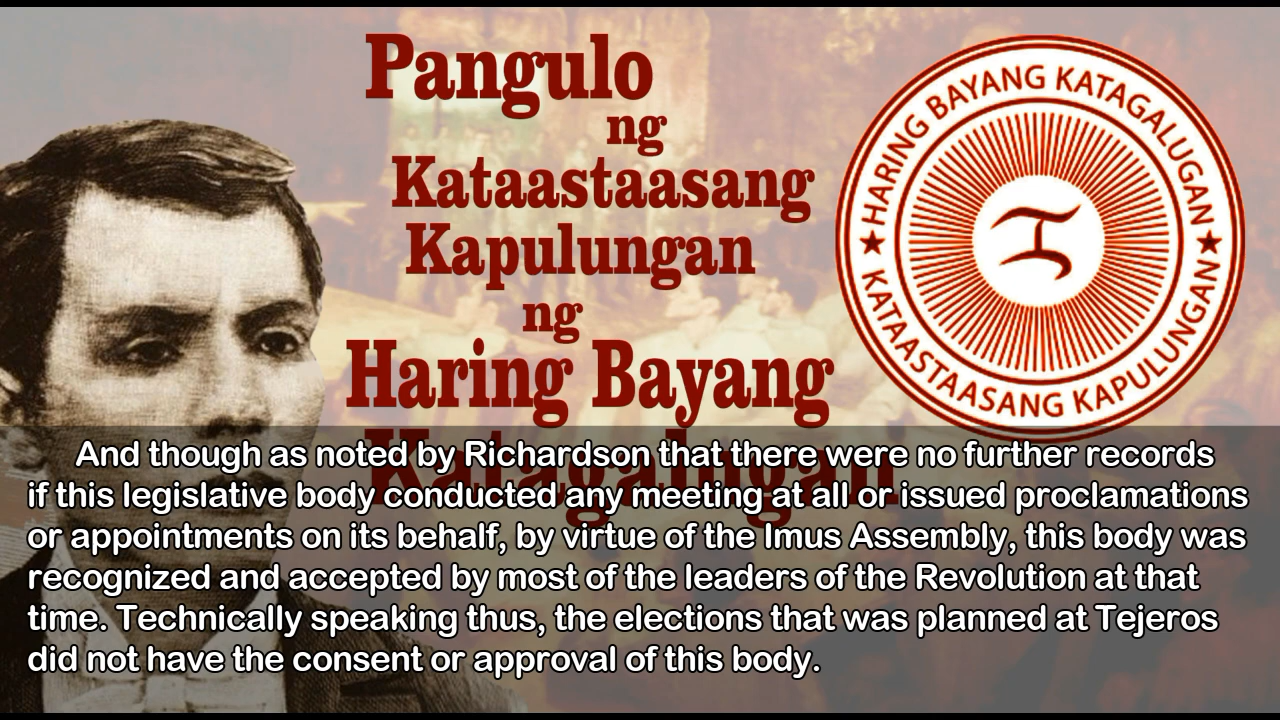 Pangulo
ng
Kataastaasang
Kapulungan
ng
Haring Bayang
Katagalugan
HARING BAYANG KATAGALUGAN
KATAASTAASANG KAPULUNGAN
And though as noted by Richardson that there were no further records
if this legislative body conducted any meeting at all or issued proclamations
or appointments on its behalf, by virtue of the Imus Assembly, this body was
recognized and accepted by most of the leaders of the Revolution at that
time. Technically speaking thus, the elections that was planned at Tejeros
did not have the consent or approval of this body.